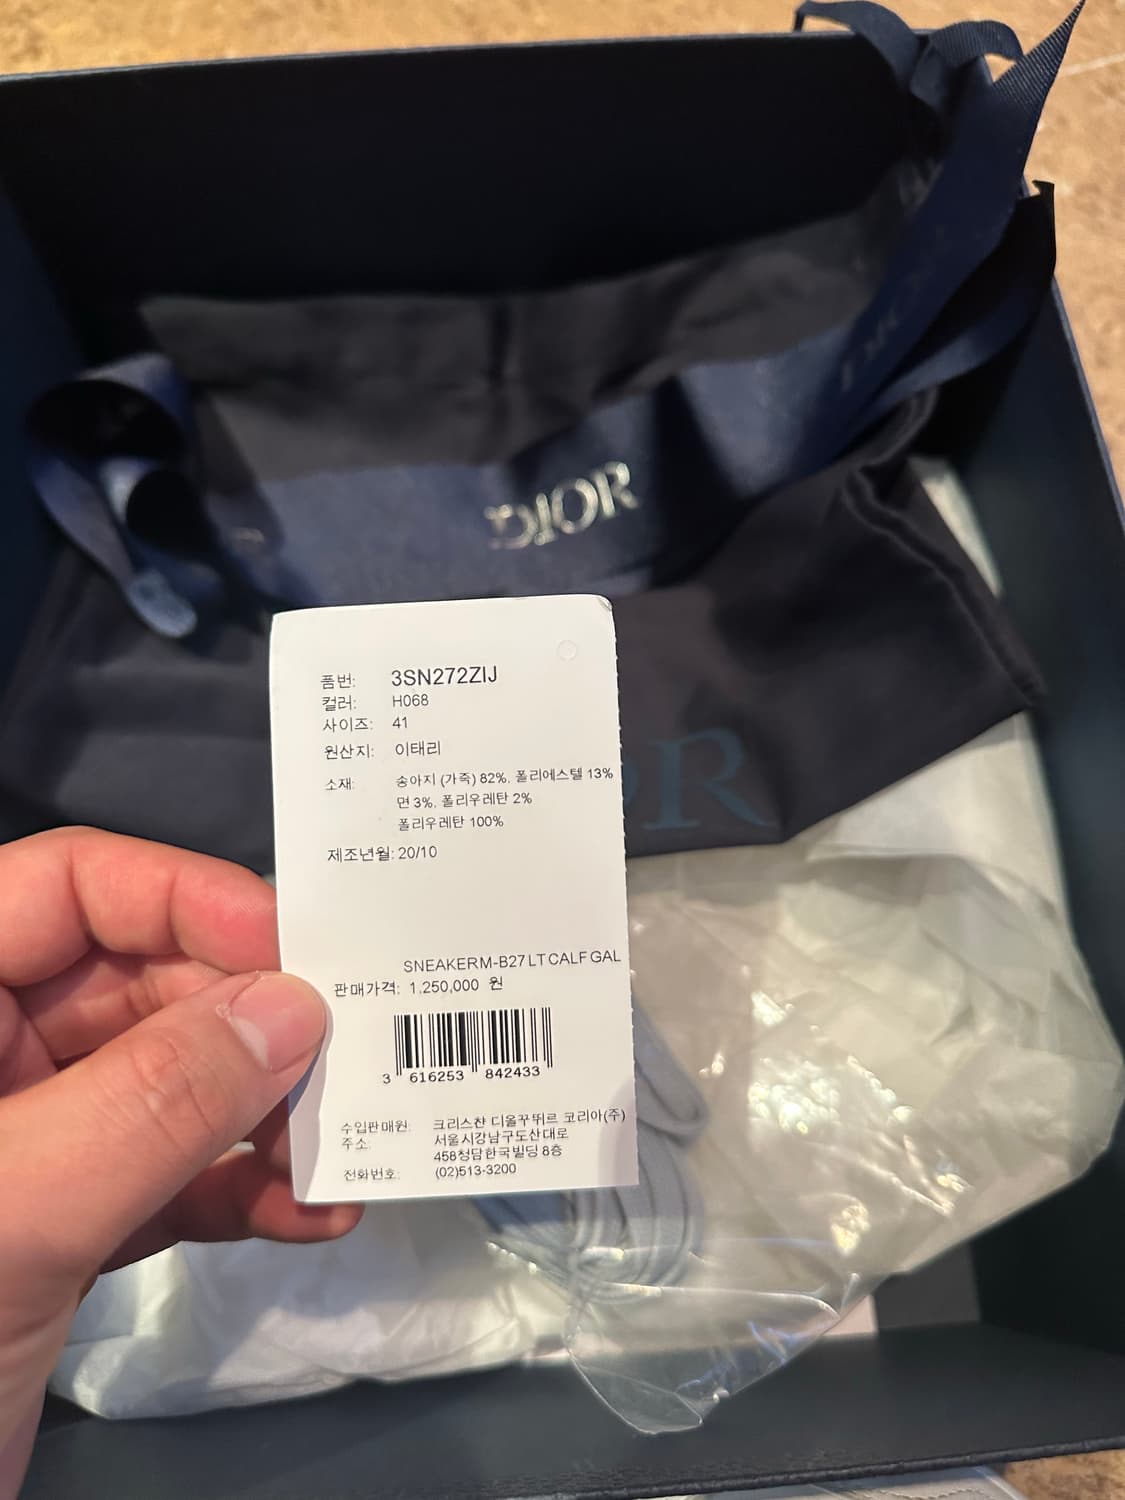 DIOR
DIOR
품번: 3SN272ZIJ
컬러: H068
사이즈: 41
원산지: 이태리
소재: 송아지 (가죽) 82%, 폴리에스텔 13%
면 3%, 폴리우레탄 2%
폴리우레탄 100%
제조년월: 20/10
SNEAKERM-B27 LT CALF GAL
판매가격: 1,250,000 원
3 616253 842433
수입판매원: 크리스챤 디올꾸뛰르 코리아(주)
주소: 서울시강남구도산대로
458청담한국빌딩 8층
전화번호: (02)513-3200
OR